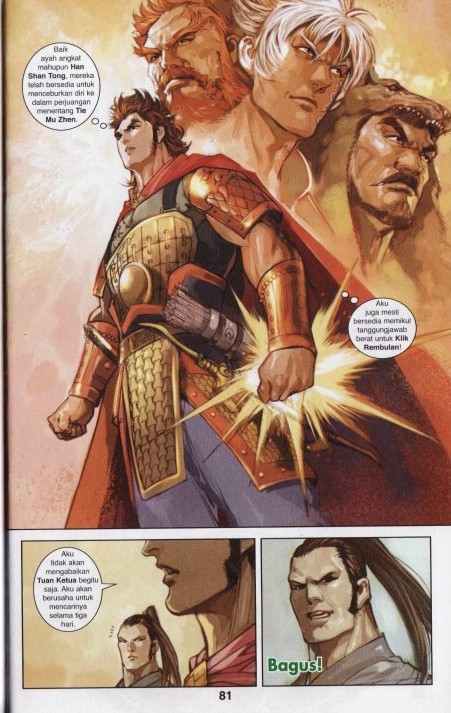 Baik
ayah angkat
mahupun Han
Shan Tong, mereka
telah bersedia untuk
menceburkan diri ke
dalam perjuangan
menentang Tie
Mu Zhen.
Aku
juga mesti
bersedia memikul
tanggungjawab
berat untuk Klik
Rembulan!
Aku
tidak akan
mengabaikan
Tuan Ketua begitu
saja. Aku akan
berusaha untuk
mencarinya
selama tiga
hari.
Bagus!
81